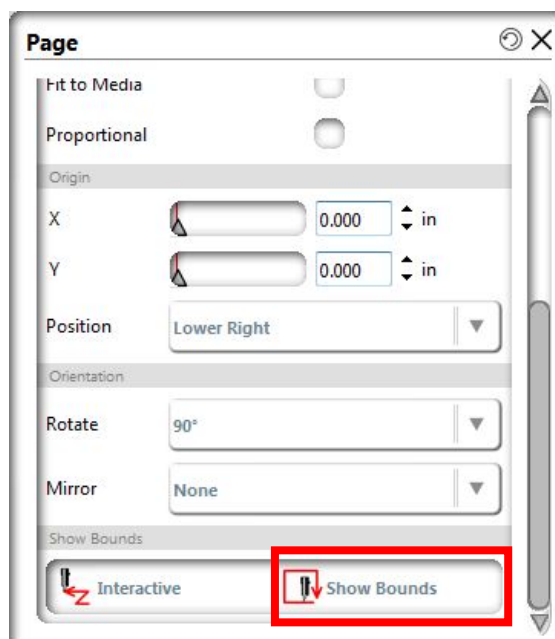 Page
Fit to Media
Proportional
Origin
X 0.000 in
Y 0.000 in
Position Lower Right
Orientation
Rotate 90°
Mirror None
Show Bounds
Interactive Show Bounds